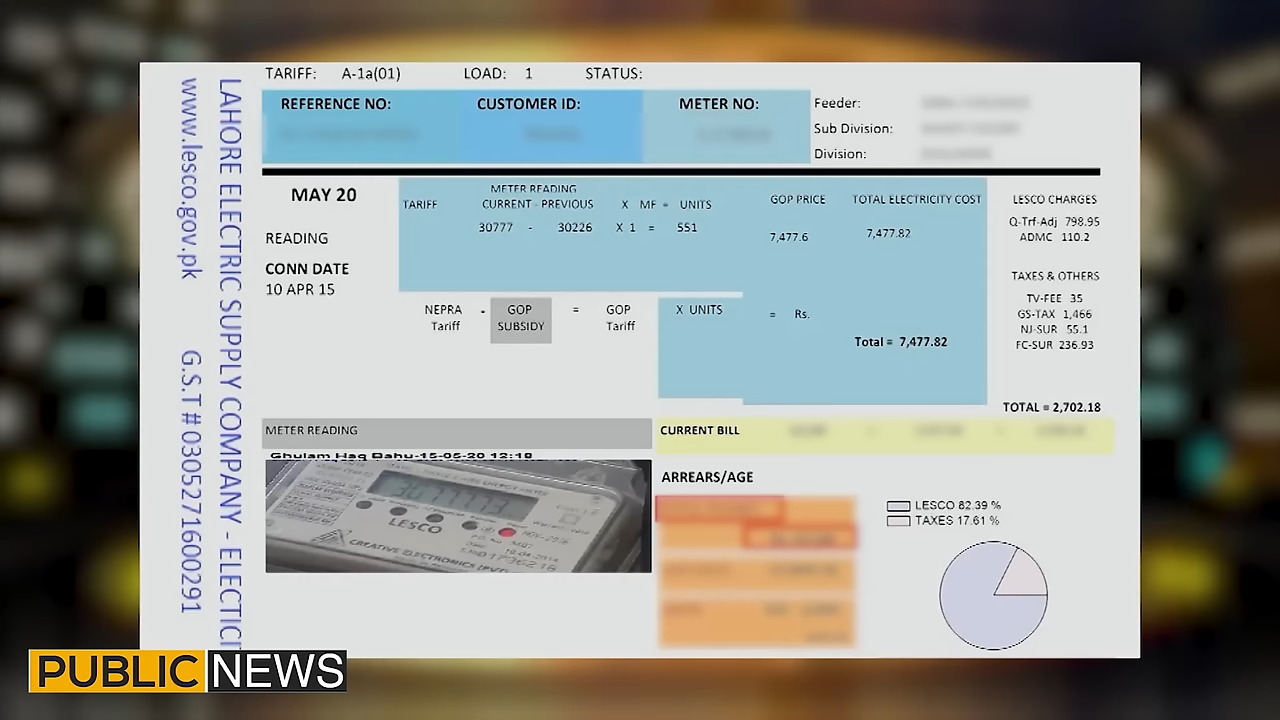 TARIFF: A-1a(01) LOAD: 1 STATUS:
LAHORE ELECTRIC SUPPLY COMPANY - ELECTICI
www.lesco.gov.pk G.S.T # 0305271600291
REFERENCE NO: CUSTOMER ID: METER NO:
Feeder:
Sub Division:
Division:
MAY 20
READING
CONN DATE
10 APR 15
METER READING
TARIFF CURRENT - PREVIOUS X MF = UNITS
30777 - 30226 X 1 = 551
GOP PRICE TOTAL ELECTRICITY COST
7,477.6 7,477.82
NEPRA - GOP = GOP X UNITS = Rs.
Tariff SUBSIDY Tariff
Total = 7,477.82
LESCO CHARGES
Q-Trf-Adj 798.95
ADMC 110.2
TAXES & OTHERS
TV-FEE 35
GS-TAX 1,466
NJ-SUR 55.1
FC-SUR 236.93
TOTAL = 2,702.18
METER READING
CURRENT BILL
LESCO
CREATIVE ELECTRONICS
ARREARS/AGE
LESCO 82.39 %
TAXES 17.61 %
PUBLIC NEWS